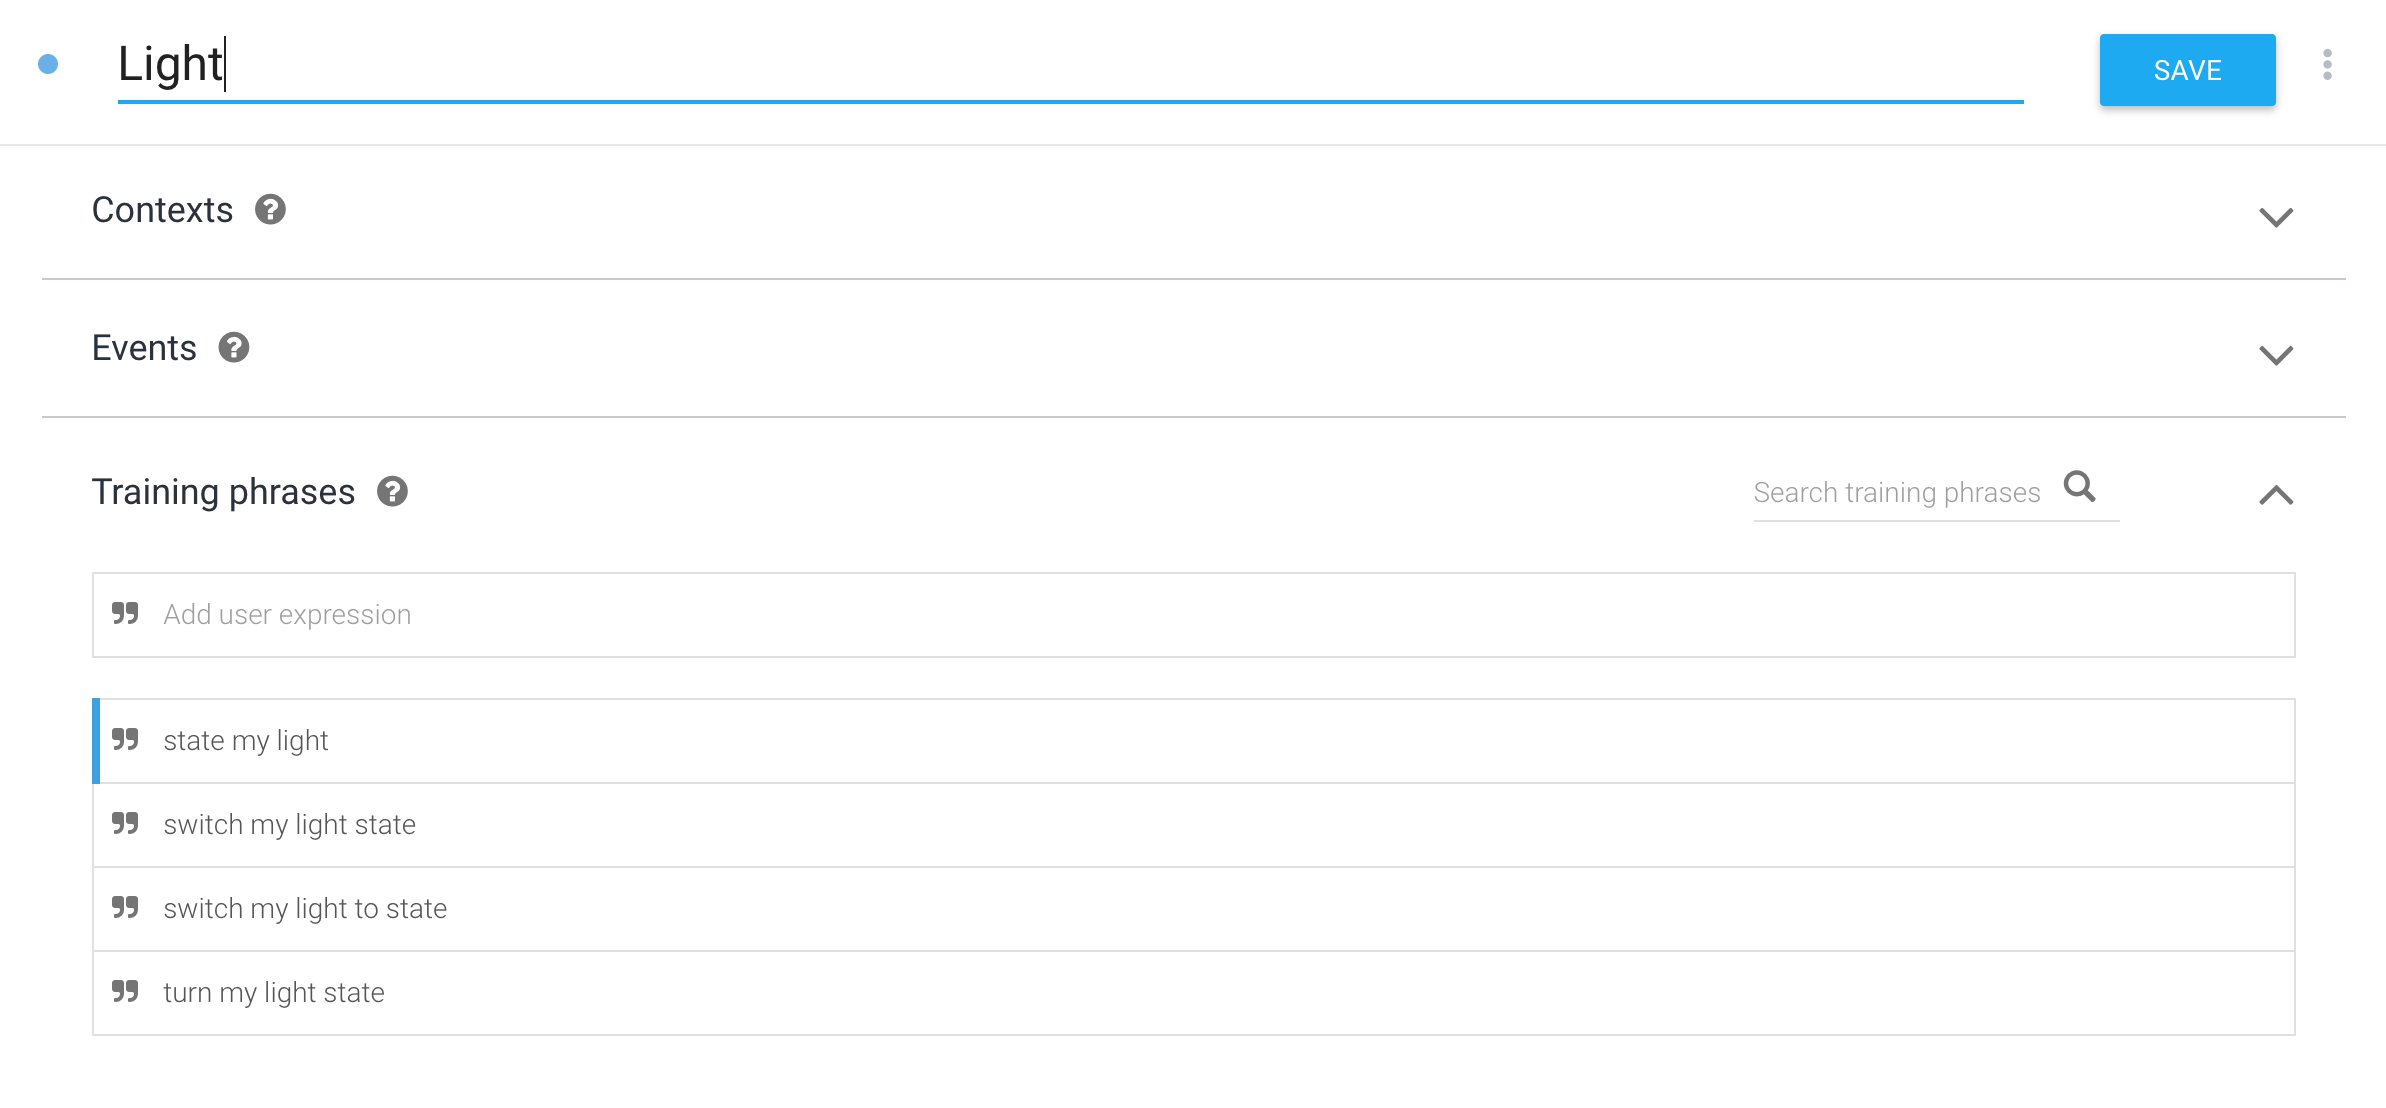 Light
SAVE
Contexts
Events
Training phrases
Search training phrases
Add user expression
state my light
switch my light state
switch my light to state
turn my light state